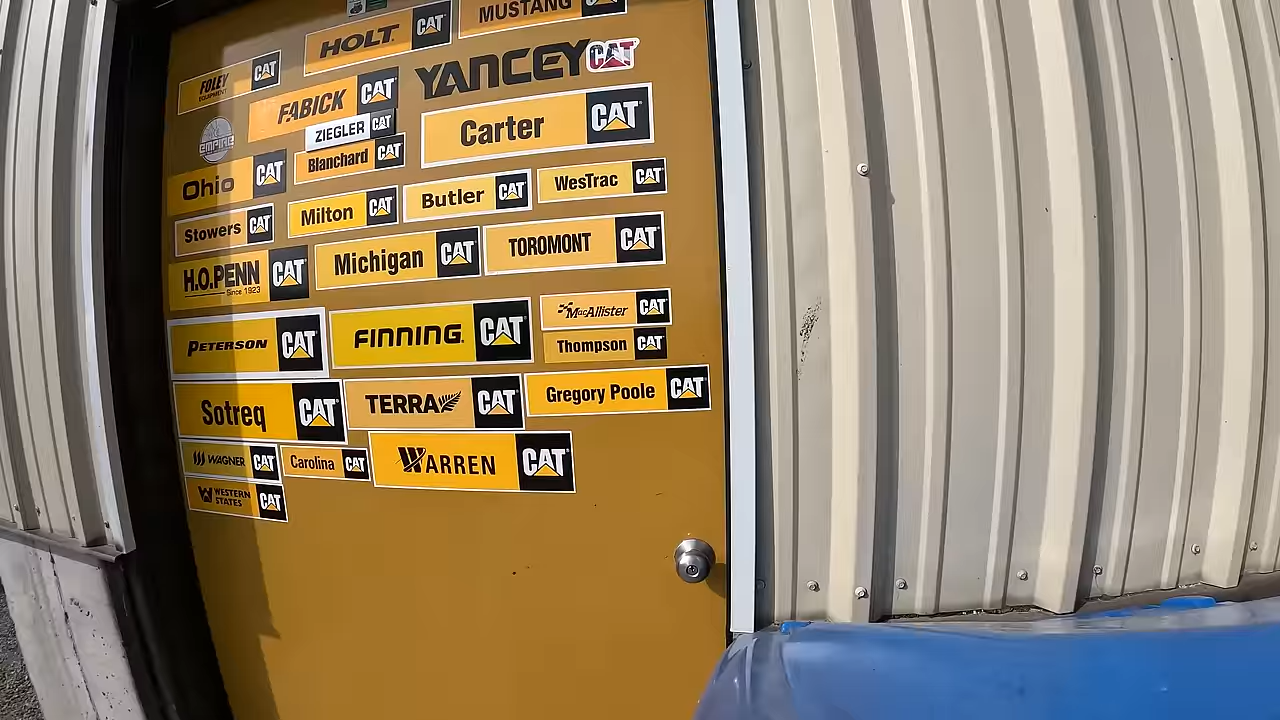 MUSTANG CAT
HOLT CAT
YANCEY CAT
FOLEY CAT
EQUIPMENT
FABICK CAT
ZIEGLER CAT
Carter CAT
EMPIRE
Blanchard CAT
Ohio CAT
Butler CAT
WesTrac CAT
Milton CAT
Stowers CAT
Michigan CAT
TOROMONT CAT
H.O.PENN CAT
Since 1923
MacAllister CAT
PETERSON CAT
FINNING. CAT
Thompson CAT
Sotreq CAT
TERRA CAT
Gregory Poole CAT
WAGNER CAT
Carolina CAT
WARREN CAT
WESTERN
STATES CAT